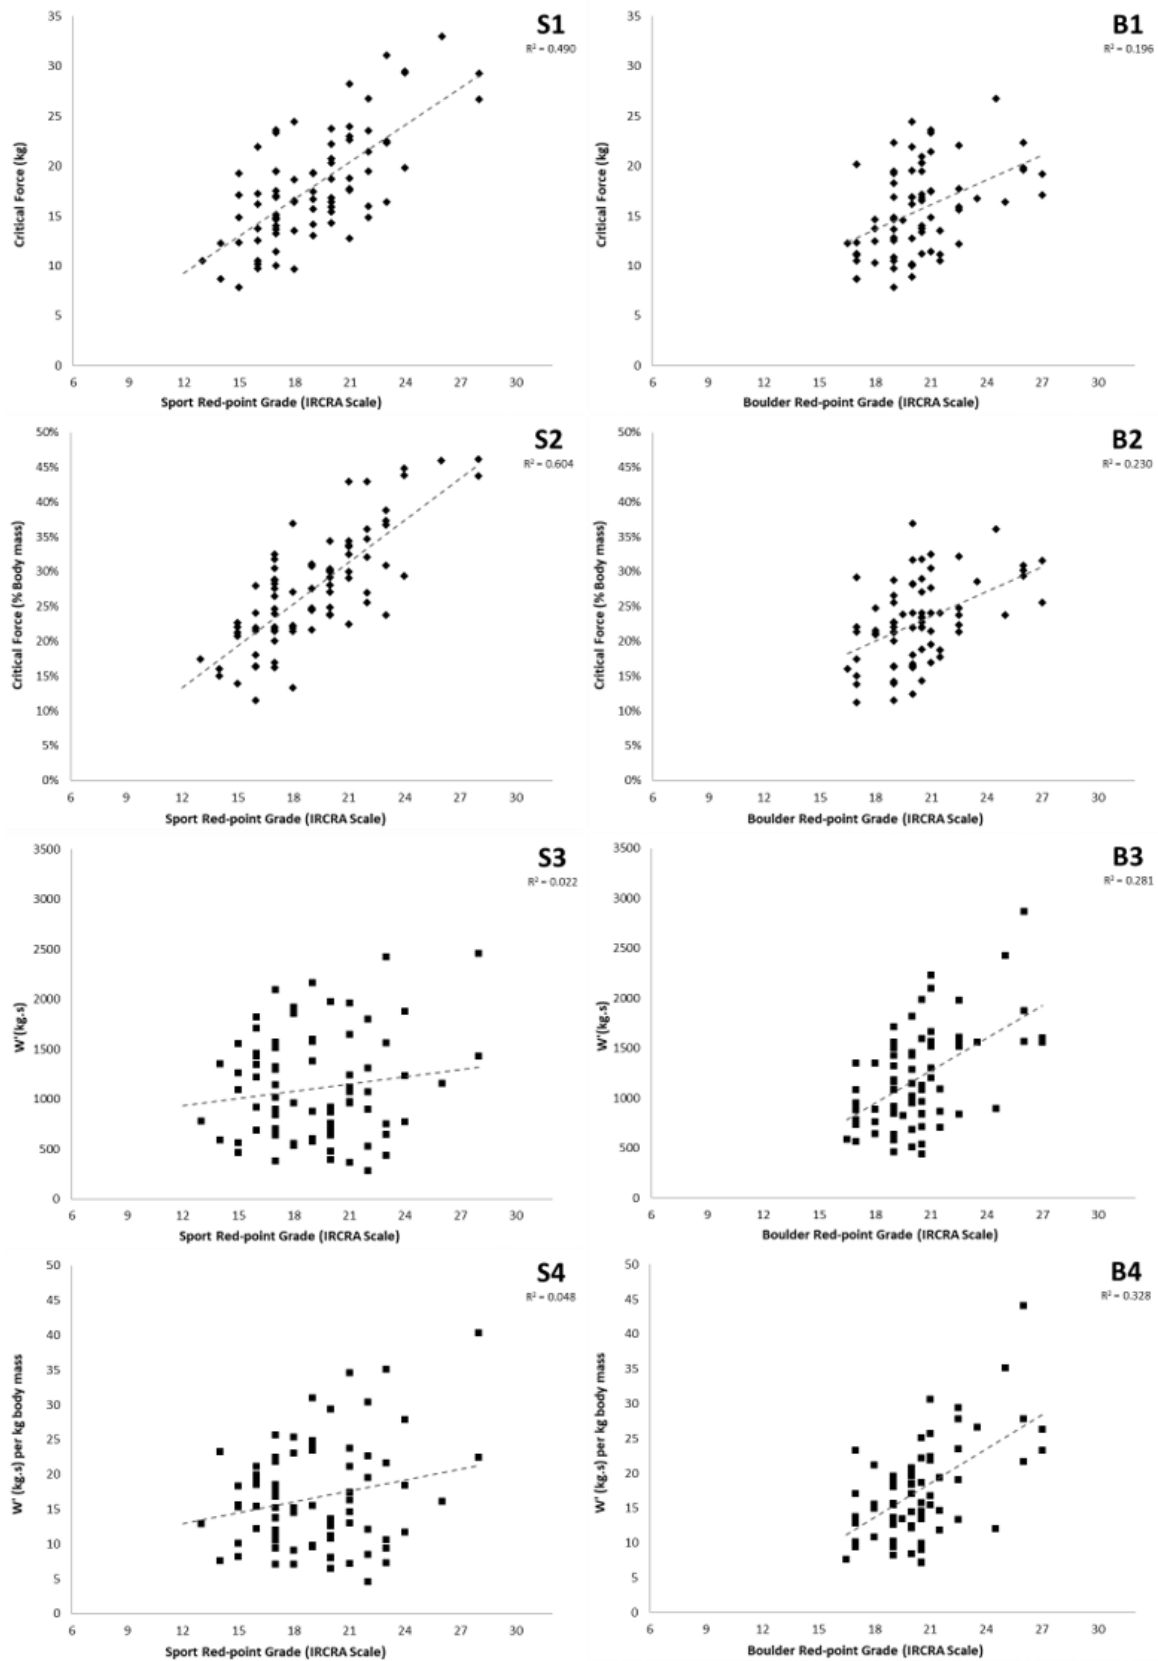 S1
R² = 0.490
35
30
25
20
15
10
5
0
Critical Force (kg)
6 9 12 15 18 21 24 27 30
Sport Red-point Grade (IRCRA Scale)
B1
R² = 0.196
35
30
25
20
15
10
5
0
Critical Force (kg)
6 9 12 15 18 21 24 27 30
Boulder Red-point Grade (IRCRA Scale)
S2
R² = 0.604
50%
45%
40%
35%
30%
25%
20%
15%
10%
5%
0%
Critical Force (% Body mass)
6 9 12 15 18 21 24 27 30
Sport Red-point Grade (IRCRA Scale)
B2
R² = 0.230
50%
45%
40%
35%
30%
25%
20%
15%
10%
5%
0%
Critical Force (% Body mass)
6 9 12 15 18 21 24 27 30
Boulder Red-point Grade (IRCRA Scale)
S3
R² = 0.022
3500
3000
2500
2000
1500
1000
500
0
W'(kg.s)
6 9 12 15 18 21 24 27 30
Sport Red-point Grade (IRCRA Scale)
B3
R² = 0.281
3500
3000
2500
2000
1500
1000
500
0
W'(kg.s)
6 9 12 15 18 21 24 27 30
Boulder Red-point Grade (IRCRA Scale)
S4
R² = 0.048
50
45
40
35
30
25
20
15
10
5
0
W' (kg.s) per kg body mass
6 9 12 15 18 21 24 27 30
Sport Red-point Grade (IRCRA Scale)
B4
R² = 0.328
50
45
40
35
30
25
20
15
10
5
0
W' (kg.s) per kg body mass
6 9 12 15 18 21 24 27 30
Boulder Red-point Grade (IRCRA Scale)